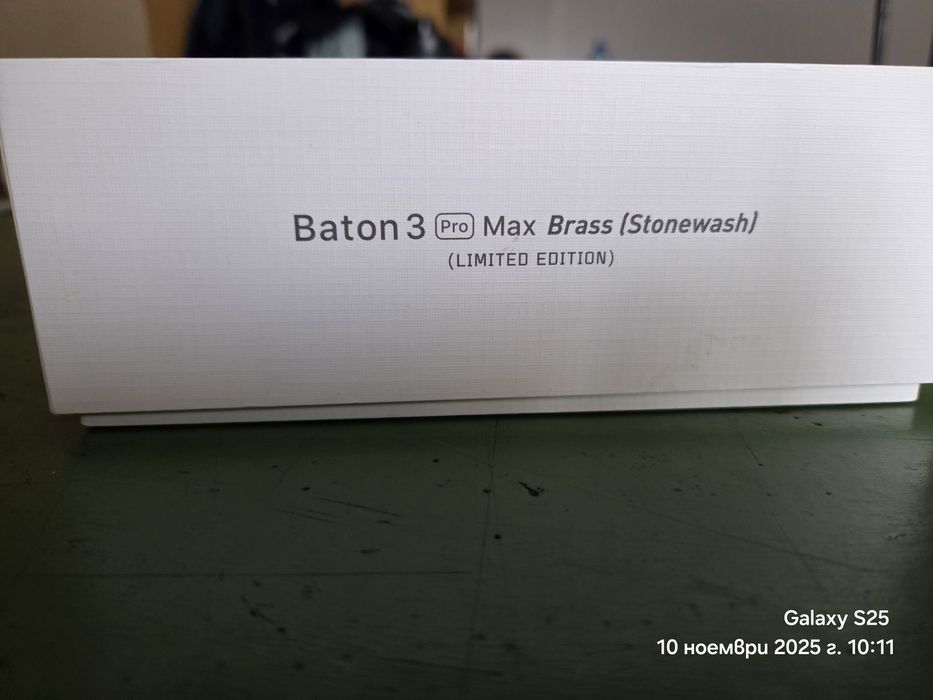 Baton 3 Pro Max Brass (Stonewash)
(LIMITED EDITION)
Galaxy S25
10 ноември 2025 г. 10:11